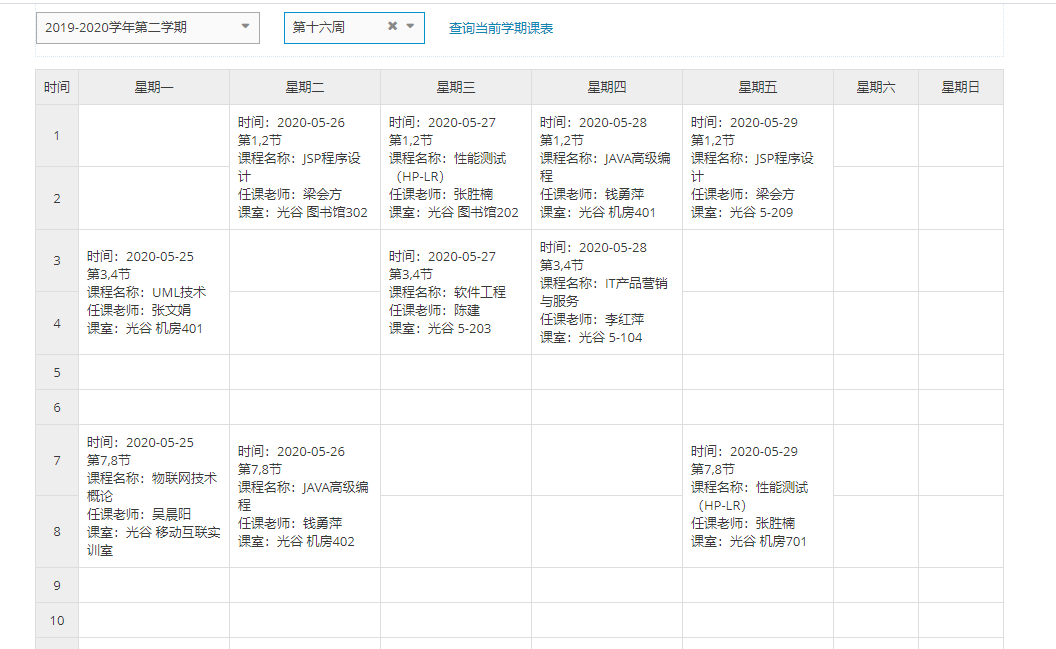 2019-2020学年第二学期
第十六周
查询当前学期课表
时间
星期一
星期二
星期三
星期四
星期五
星期六
星期日
1
时间：2020-05-26
第1,2节
课程名称：JSP程序设
计
任课老师：梁会方
课室：光谷 图书馆302
时间：2020-05-27
第1,2节
课程名称：性能测试
（HP-LR）
任课老师：张胜楠
课室：光谷 图书馆202
时间：2020-05-28
第1,2节
课程名称：JAVA高级编
程
任课老师：钱勇萍
课室：光谷 机房401
时间：2020-05-29
第1,2节
课程名称：JSP程序设
计
任课老师：梁会方
课室：光谷 5-209
2
3
时间：2020-05-25
第3,4节
课程名称：UML技术
任课老师：张文娟
课室：光谷 机房401
时间：2020-05-27
第3,4节
课程名称：软件工程
任课老师：陈建
课室：光谷 5-203
时间：2020-05-28
第3,4节
课程名称：IT产品营销
与服务
任课老师：李红萍
课室：光谷 5-104
4
5
6
7
时间：2020-05-25
第7,8节
课程名称：物联网技术
概论
任课老师：吴晨阳
课室：光谷 移动互联实
训室
时间：2020-05-26
第7,8节
课程名称：JAVA高级编
程
任课老师：钱勇萍
课室：光谷 机房402
时间：2020-05-29
第7,8节
课程名称：性能测试
（HP-LR）
任课老师：张胜楠
课室：光谷 机房701
8
9
10